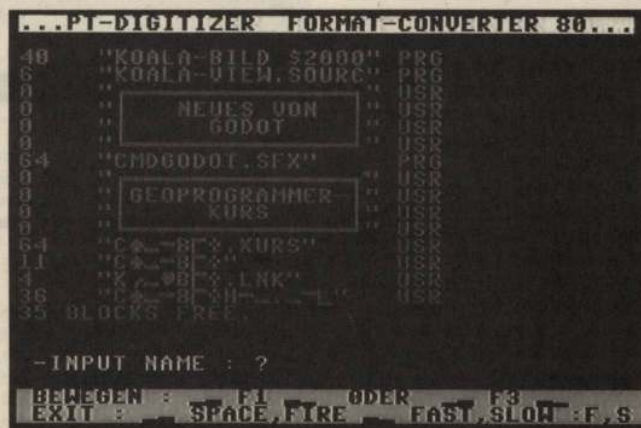 ...PT-DIGITIZER FORMAT-CONVERTER 80...
40 "KOALA-BILD $2000" PRG
6 "KOALA-VIEW.SOURC" PRG
0 " " USR
0 " NEUES VON " USR
0 " GODOT " USR
0 " " USR
64 "CMDGODOT.SFX" PRG
0 " " USR
0 " GEOPROGRAMMER- " USR
0 " KURS " USR
0 " " USR
64 .KURS" USR
11 USR
4 .LNK" USR
36 USR
35 BLOCKS FREE.
-INPUT NAME : ?
BEWEGEN : F1 ODER F3
EXIT : SPACE,FIRE FAST,SLOW :F,S